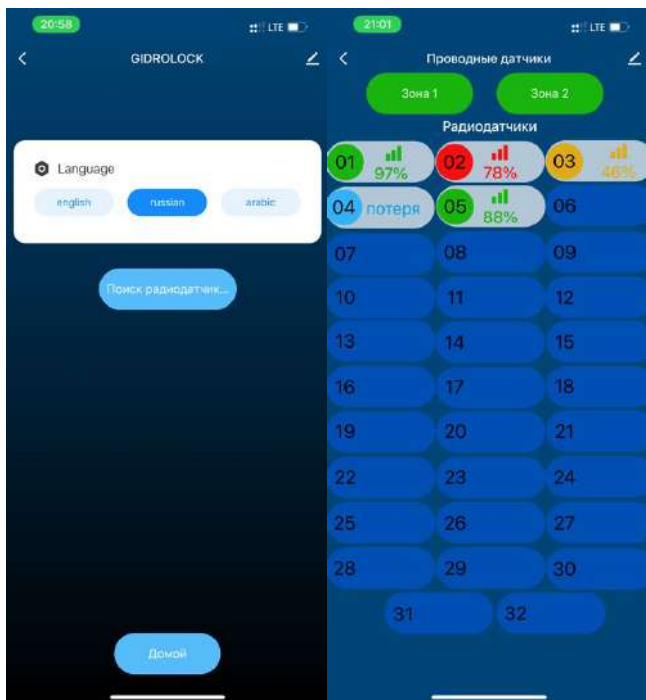 20:58
LTE
GIDROLOCK
Language
english russian arabic
Поиск радиодатчик...
Домой
21:01
LTE
Проводные датчики
Зона 1 Зона 2
Радиодатчики
01 97% 02 78% 03 46%
04 потеря 05 88% 06
07 08 09
10 11 12
13 14 15
16 17 18
19 20 21
22 23 24
25 26 27
28 29 30
31 32